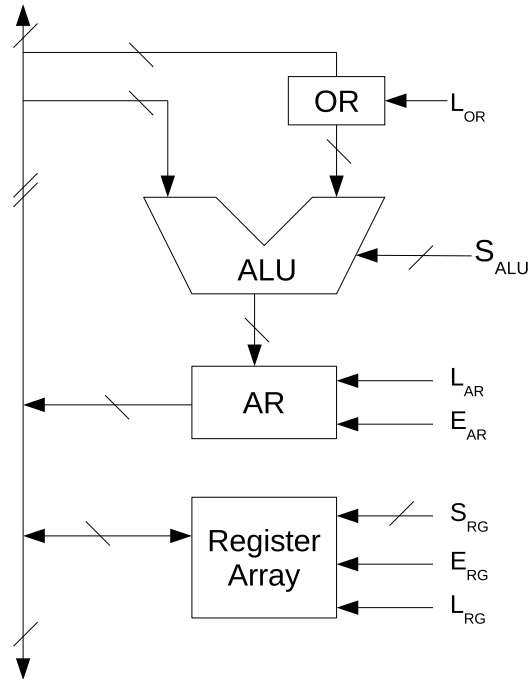 OR
L_OR
ALU
S_ALU
AR
L_AR
E_AR
Register
Array
S_RG
E_RG
L_RG